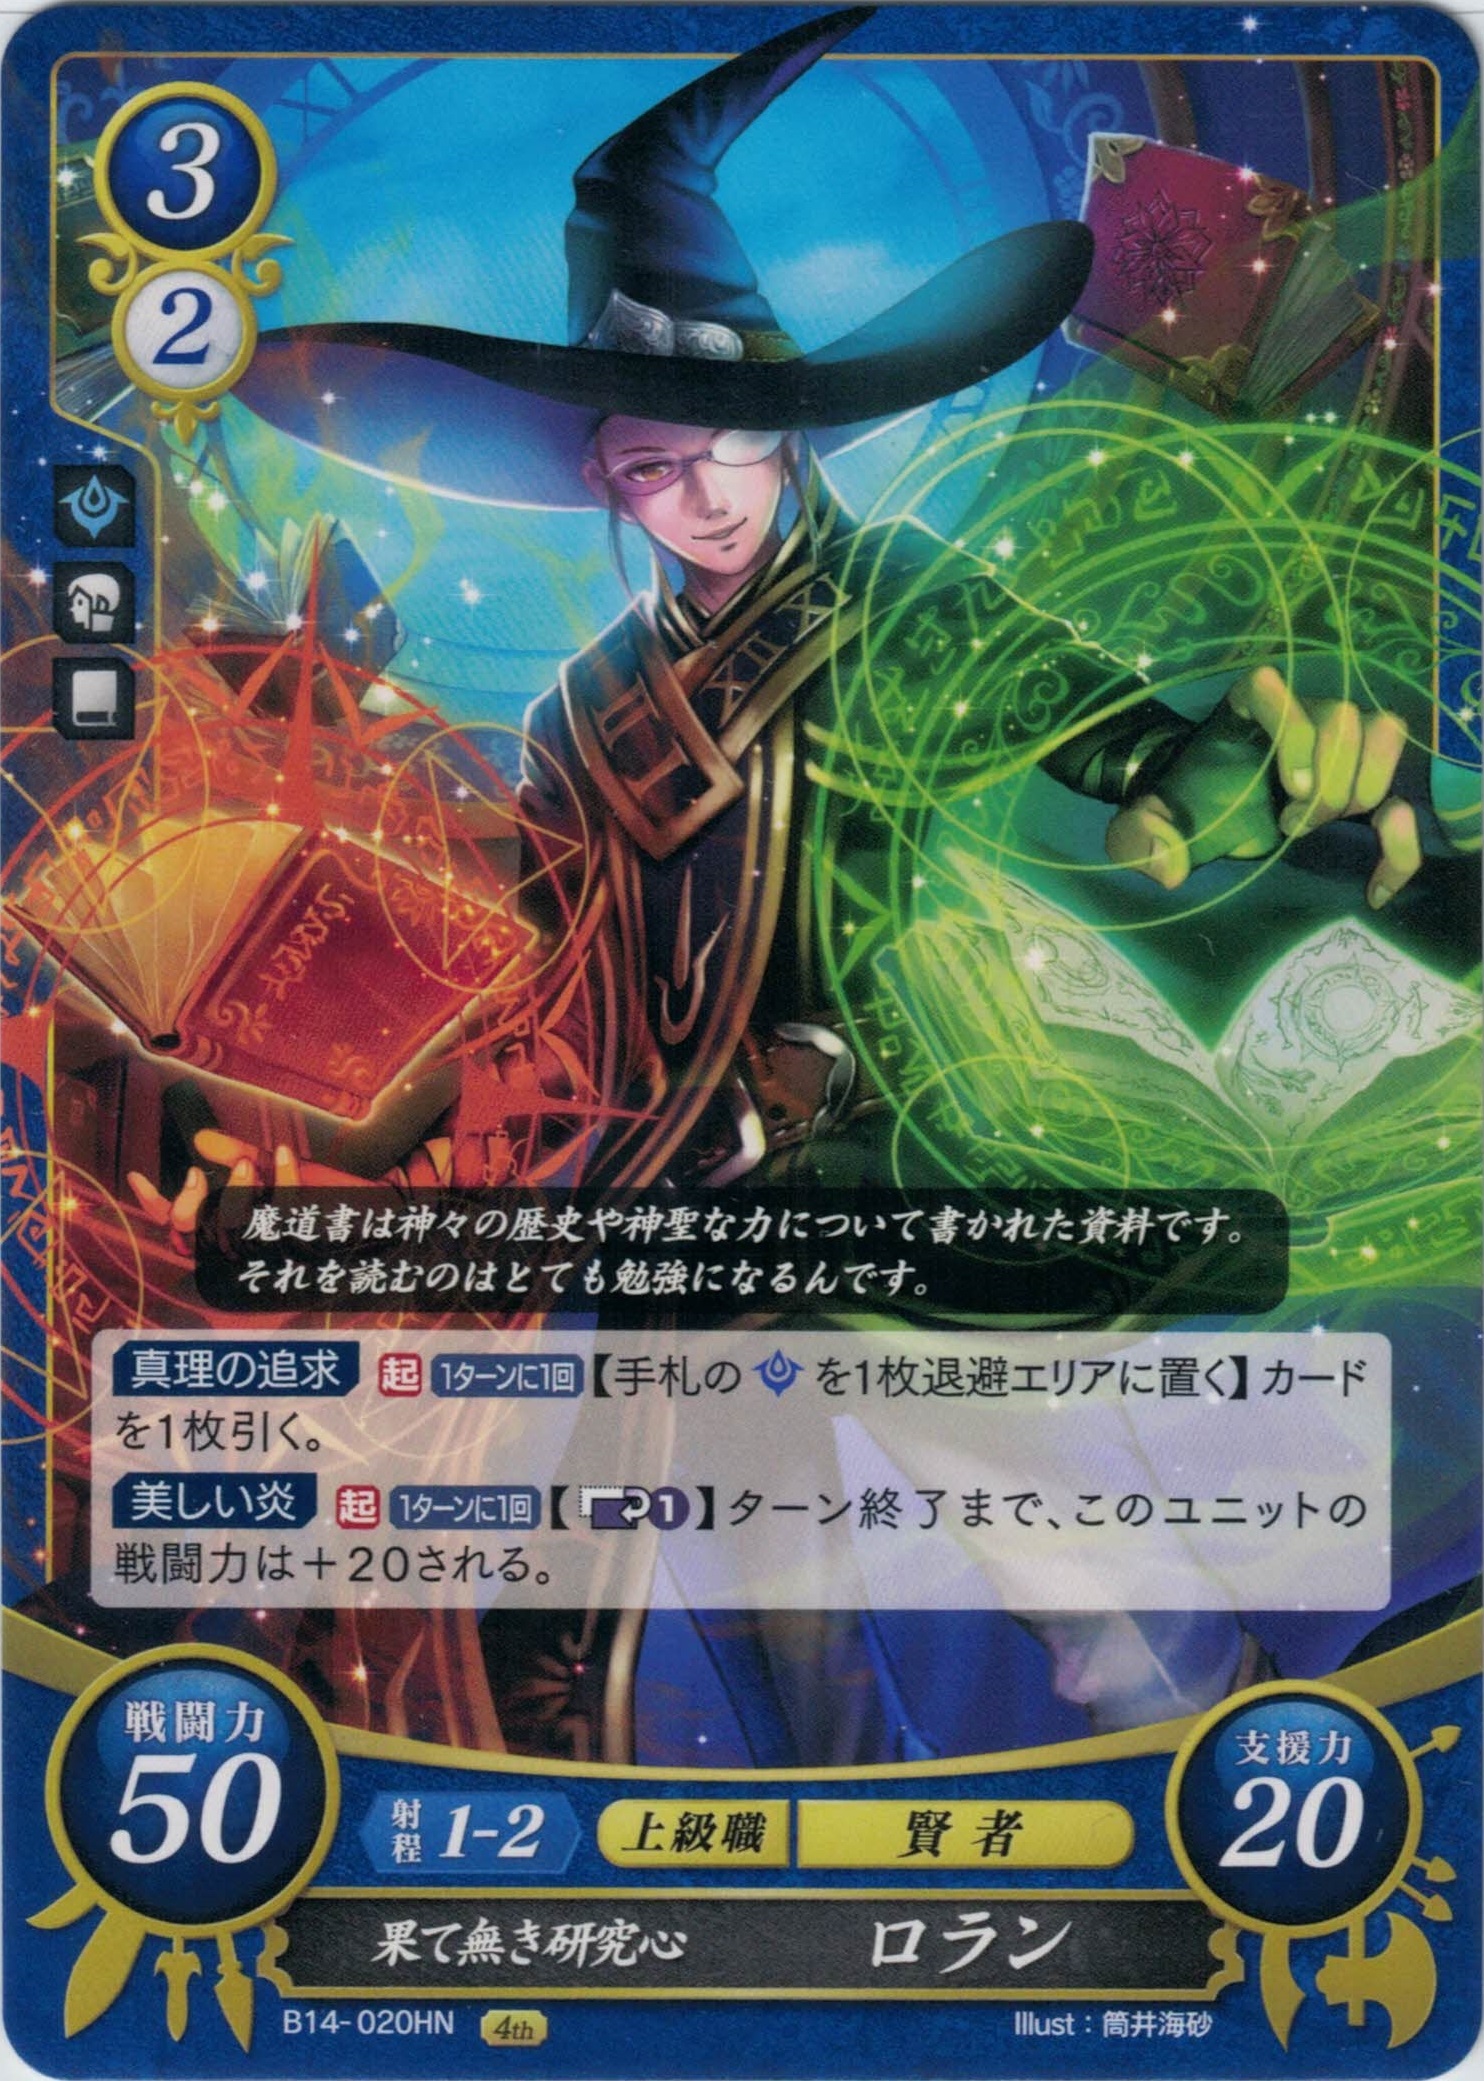 3
2
魔道書は神々の歴史や神聖な力について書かれた資料です。
それを読むのはとても勉強になるんです。
真理の追求 起 1ターンに1回【手札の を1枚退避エリアに置く】カード
を1枚引く。
美しい炎 起 1ターンに1回【 1】ターン終了まで、このユニットの
戦闘力は+20される。
戦闘力
50
射程 1-2
上級職 賢者
支援力
20
果て無き研究心 ロラン
B14-020HN 4th
Illust:筒井海砂